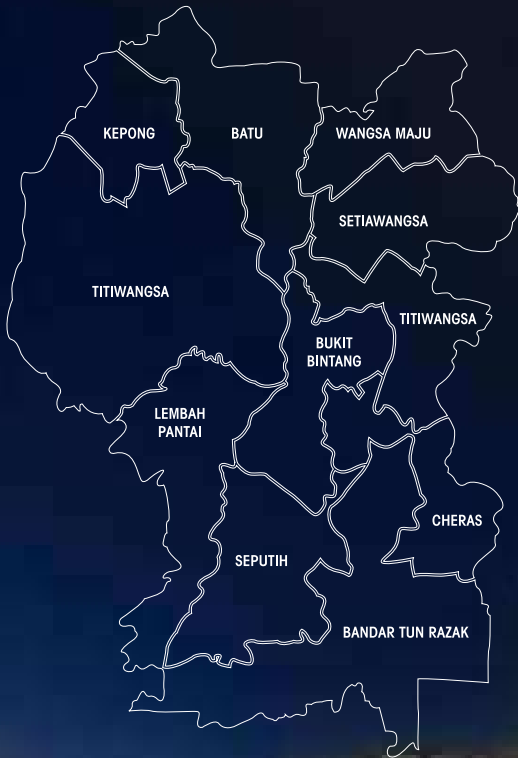 KEPONG
BATU
WANGSA MAJU
SETIAWANGSA
TITIWANGSA
TITIWANGSA
BUKIT
BINTANG
LEMBAH
PANTAI
CHERAS
SEPUTIH
BANDAR TUN RAZAK